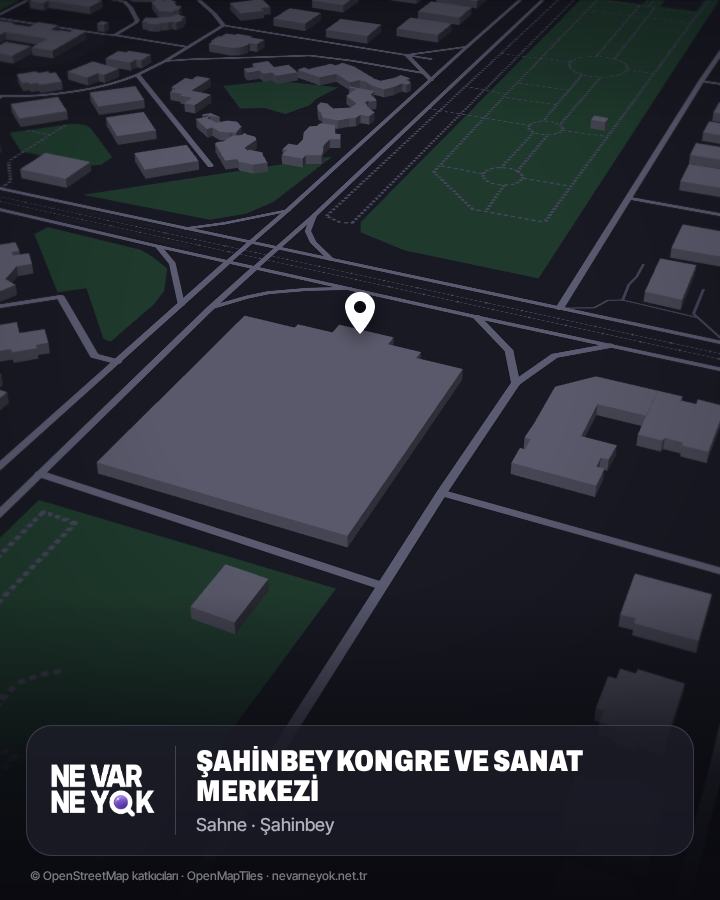 NE VAR
NE YOK
ŞAHİNBEY KONGRE VE SANAT
MERKEZİ
Sahne · Şahinbey
© OpenStreetMap katkıcıları · OpenMapTiles · nevarneyok.net.tr